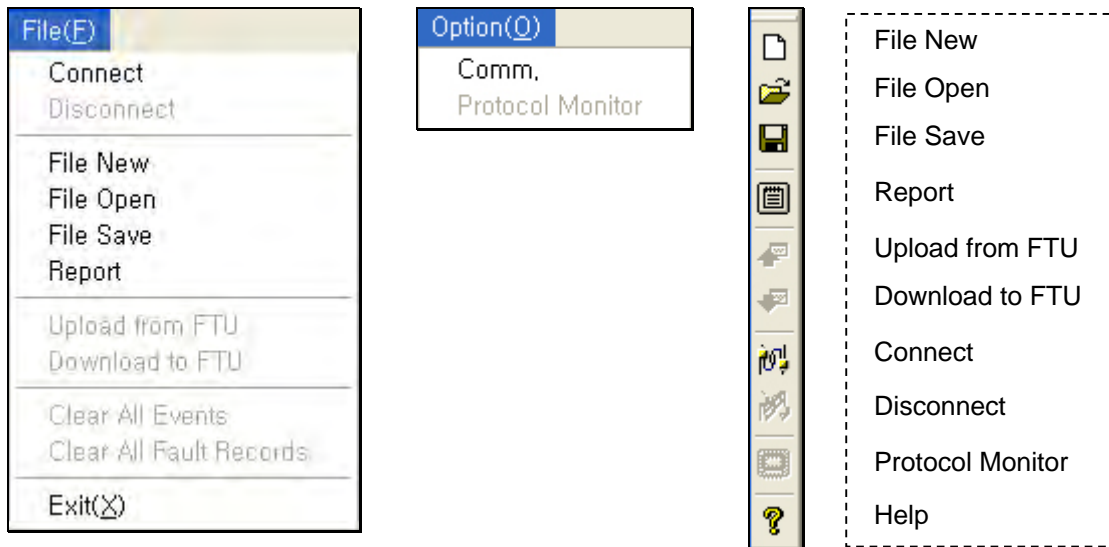 File(F)
Connect
Disconnect
File New
File Open
File Save
Report
Upload from FTU
Download to FTU
Clear All Events
Clear All Fault Records
Exit(X)
Option(O)
Comm,
Protocol Monitor
File New
File Open
File Save
Report
Upload from FTU
Download to FTU
Connect
Disconnect
Protocol Monitor
Help